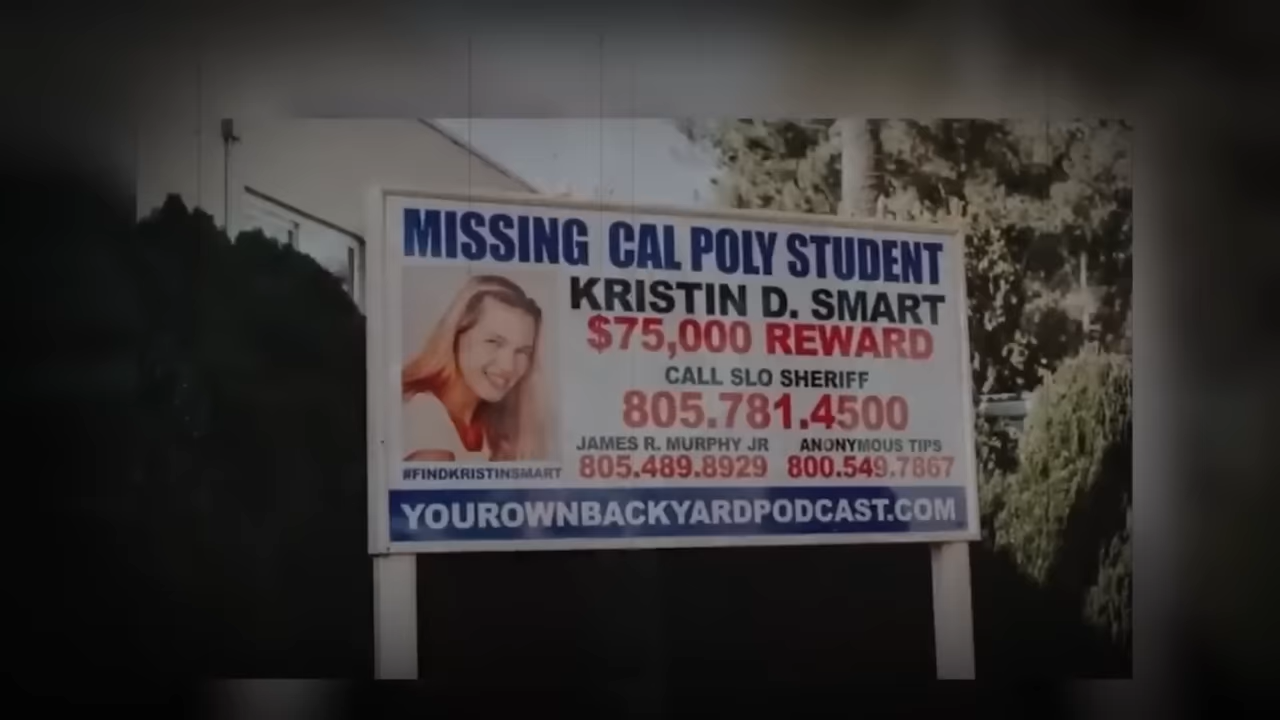 MISSING CAL POLY STUDENT
KRISTIN D. SMART
$75,000 REWARD
CALL SLO SHERIFF
805.781.4500
JAMES R. MURPHY JR ANONYMOUS TIPS
805.489.8929 800.549.7867
#FINDKRISTINSMART
YOUROWNBACKYARDPODCAST.COM